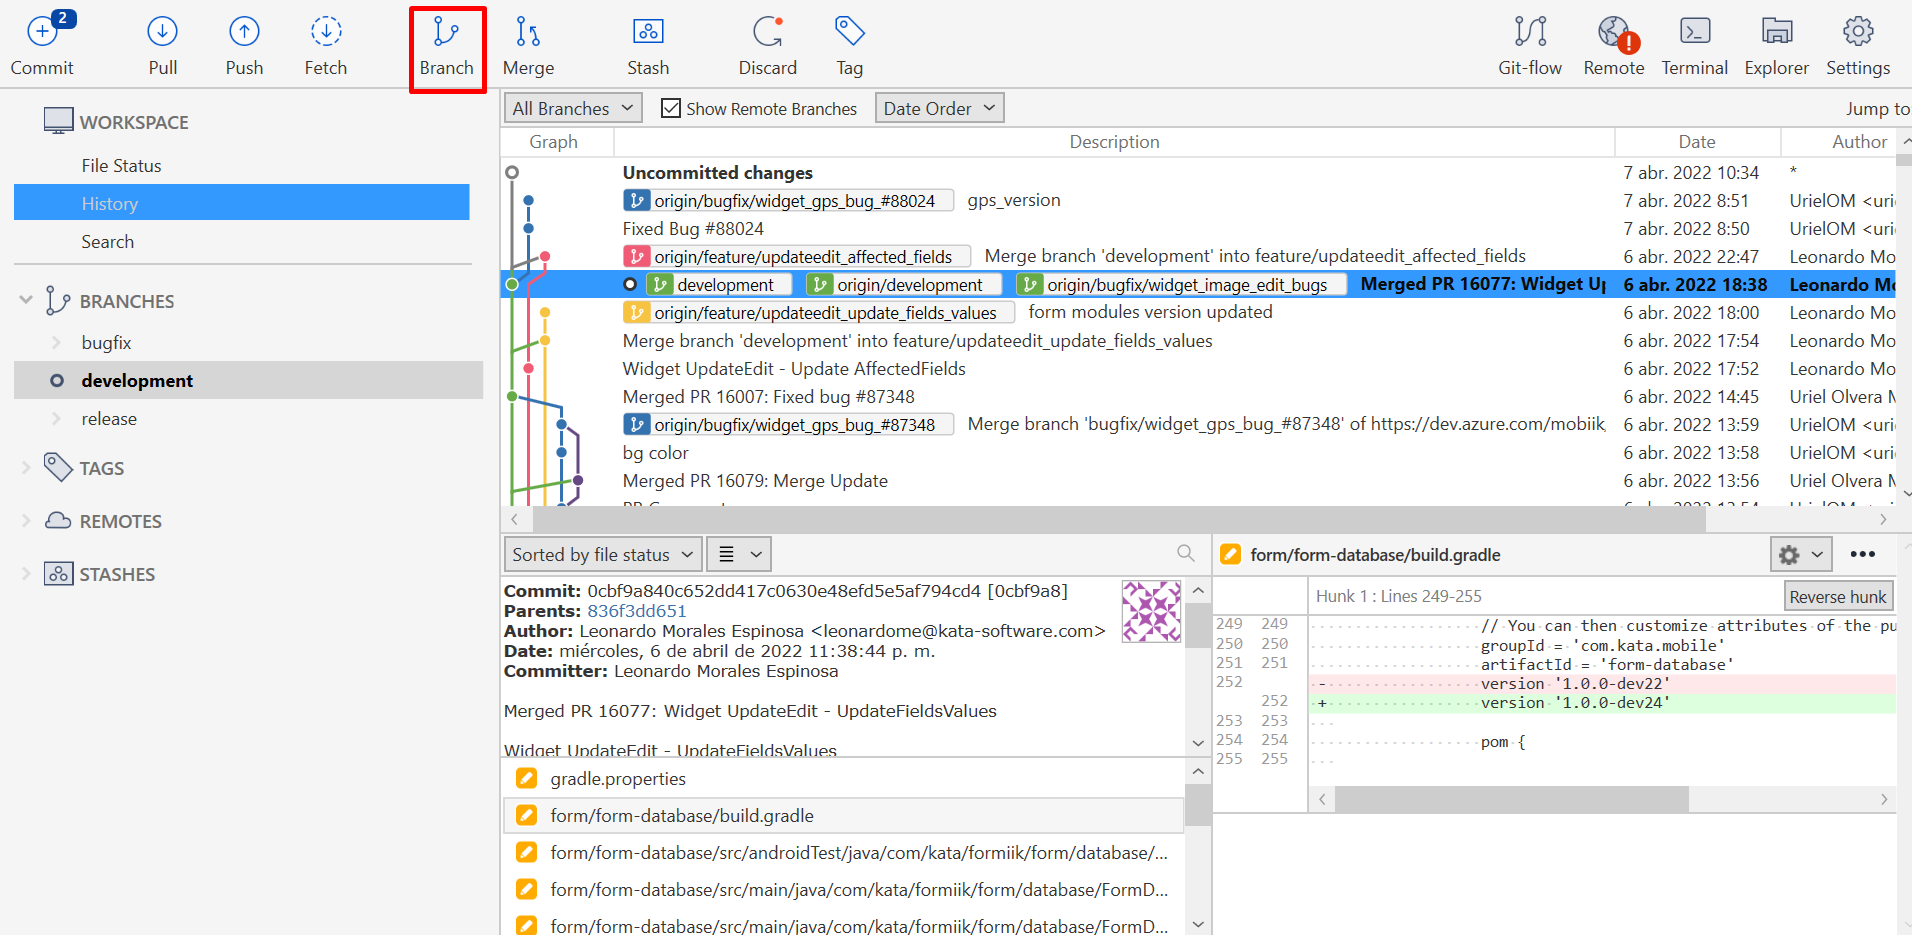 2
Commit Pull Push Fetch Branch Merge Stash Discard Tag Git-flow Remote Terminal Explorer Settings
WORKSPACE
File Status
History
Search
BRANCHES
bugfix
development
release
TAGS
REMOTES
STASHES
All Branches Show Remote Branches Date Order Jump to
Graph Description Date Author
Uncommitted changes 7 abr. 2022 10:34 *
origin/bugfix/widget_gps_bug_#88024 gps_version 7 abr. 2022 8:51 UrielOM <uri
Fixed Bug #88024 7 abr. 2022 8:50 UrielOM <uri
origin/feature/updateedit_affected_fields Merge branch 'development' into feature/updateedit_affected_fields 6 abr. 2022 22:47 Leonardo Mo
development origin/development origin/bugfix/widget_image_edit_bugs Merged PR 16077: Widget Up 6 abr. 2022 18:38 Leonardo Mo
origin/feature/updateedit_update_fields_values form modules version updated 6 abr. 2022 18:00 Leonardo Mo
Merge branch 'development' into feature/updateedit_update_fields_values 6 abr. 2022 17:54 Leonardo Mo
Widget UpdateEdit - Update AffectedFields 6 abr. 2022 17:52 Leonardo Mo
Merged PR 16007: Fixed bug #87348 6 abr. 2022 14:45 Uriel Olvera M
origin/bugfix/widget_gps_bug_#87348 Merge branch 'bugfix/widget_gps_bug_#87348' of https://dev.azure.com/mobiik, 6 abr. 2022 13:59 UrielOM <urie
bg color 6 abr. 2022 13:58 UrielOM <urie
Merged PR 16079: Merge Update 6 abr. 2022 13:56 Uriel Olvera M
Sorted by file status
Commit: 0cbf9a840c652dd417c0630e48efd5e5af794cd4 [0cbf9a8]
Parents: 836f3dd651
Author: Leonardo Morales Espinosa <leonardome@kata-software.com>
Date: miércoles, 6 de abril de 2022 11:38:44 p. m.
Committer: Leonardo Morales Espinosa
Merged PR 16077: Widget UpdateEdit - UpdateFieldsValues
Widget UpdateEdit - UpdateFieldsValues
gradle.properties
form/form-database/build.gradle
form/form-database/src/androidTest/java/com/kata/formiik/form/database/...
form/form-database/src/main/java/com/kata/formiik/form/database/FormD...
form/form-database/src/main/java/com/kata/formiik/form/database/FormD...
form/form-database/build.gradle
Hunk 1 : Lines 249-255 Reverse hunk
249 249 // You can then customize attributes of the pu
250 250 groupId = 'com.kata.mobile'
251 251 artifactId = 'form-database'
252 - version '1.0.0-dev22'
252 + version '1.0.0-dev24'
253 253
254 254 pom {
255 255